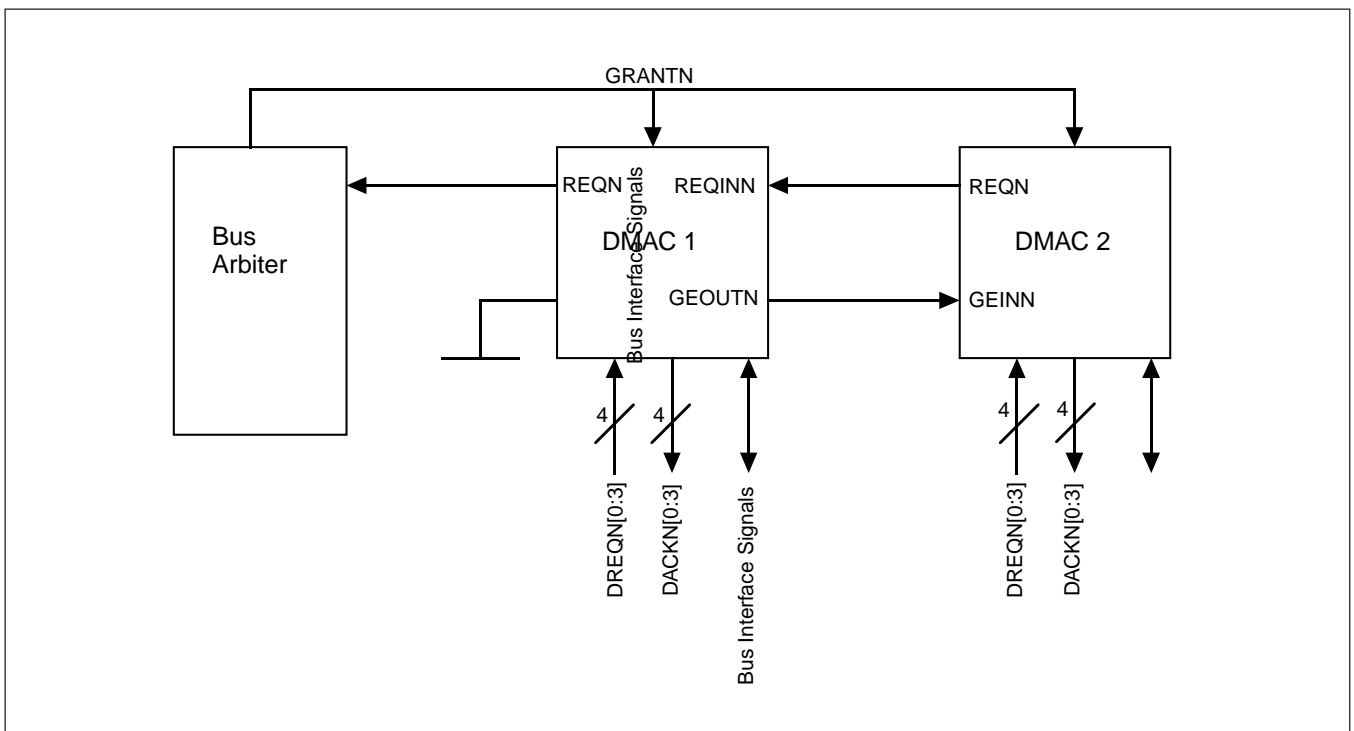 GRANTN
REQN
REQINN
REQN
Bus
Arbiter
Bus Interface Signals
DMAC 1
DMAC 2
GEOUTN
GEINN
4
4
4
4
DREQN[0:3]
DACKN[0:3]
Bus Interface Signals
DREQN[0:3]
DACKN[0:3]